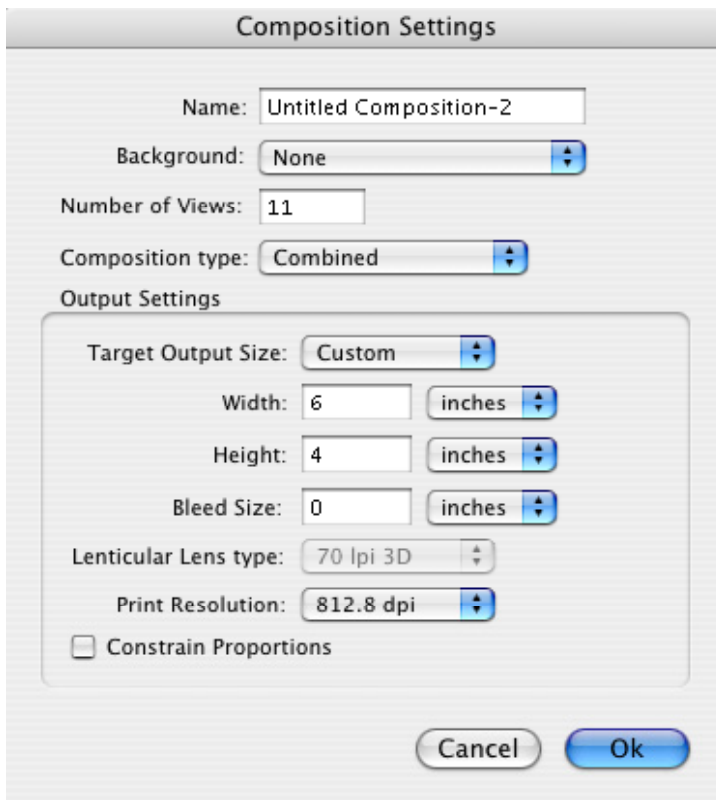 Composition Settings
Name: Untitled Composition-2
Background: None
Number of Views: 11
Composition type: Combined
Output Settings
Target Output Size: Custom
Width: 6 inches
Height: 4 inches
Bleed Size: 0 inches
Lenticular Lens type: 70 lpi 3D
Print Resolution: 812.8 dpi
Constrain Proportions
Cancel Ok